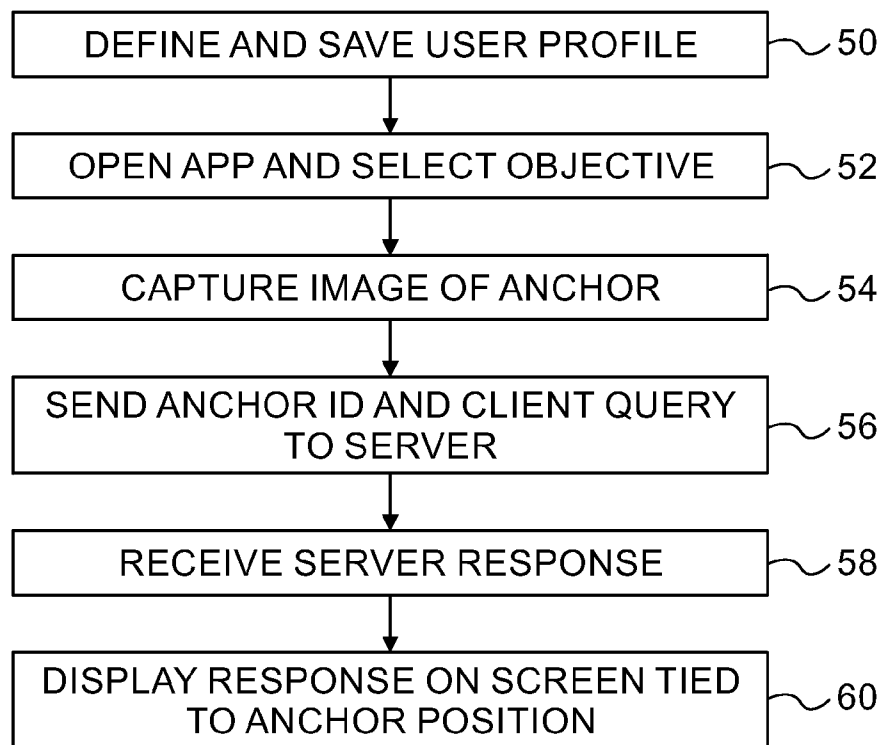 DEFINE AND SAVE USER PROFILE 50
OPEN APP AND SELECT OBJECTIVE 52
CAPTURE IMAGE OF ANCHOR 54
SEND ANCHOR ID AND CLIENT QUERY
TO SERVER 56
RECEIVE SERVER RESPONSE 58
DISPLAY RESPONSE ON SCREEN TIED
TO ANCHOR POSITION 60